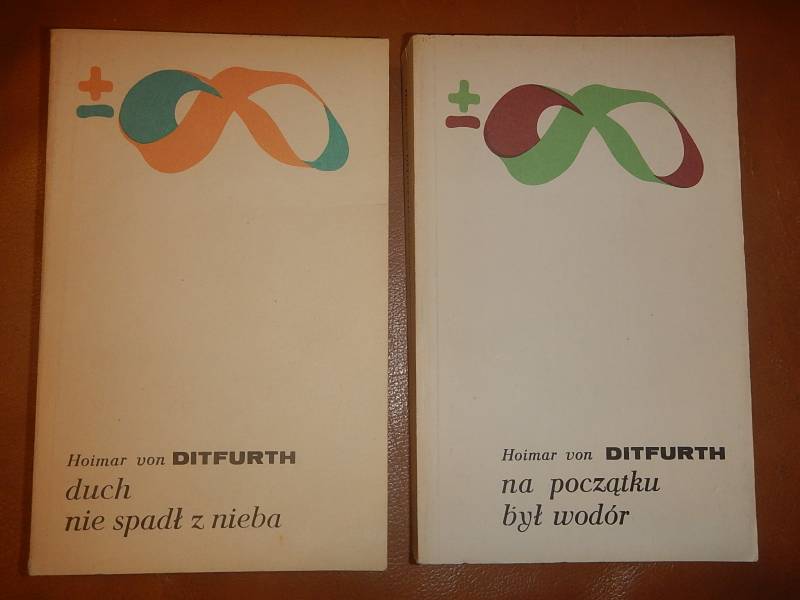 ±
Hoimar von DITFURTH
duch
nie spadł z nieba
±
Hoimar von DITFURTH
na początku
był wodór